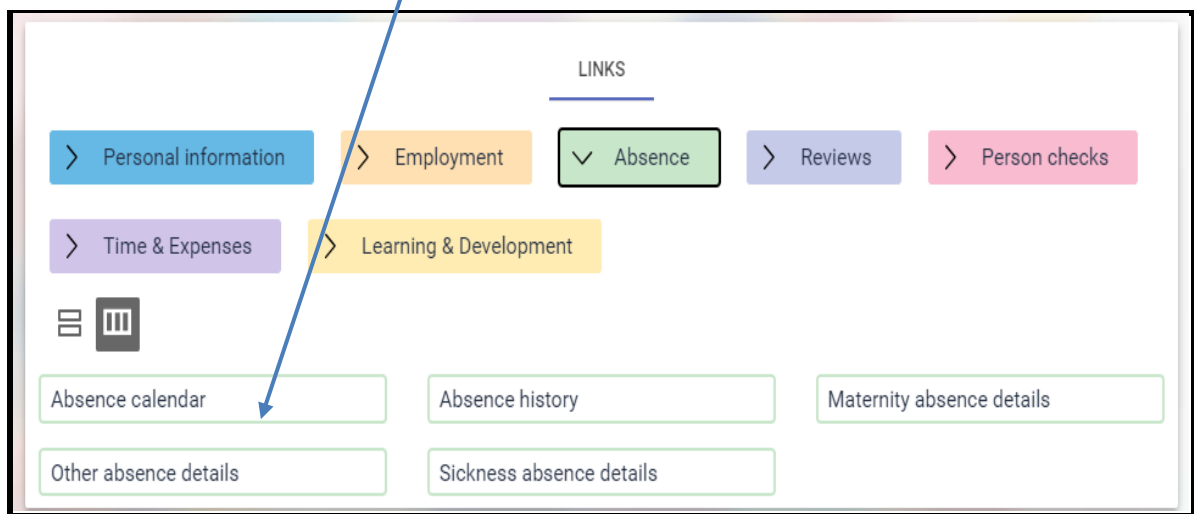 LINKS
Personal information Employment Absence Reviews Person checks
Time & Expenses Learning & Development
Absence calendar Absence history Maternity absence details
Other absence details Sickness absence details